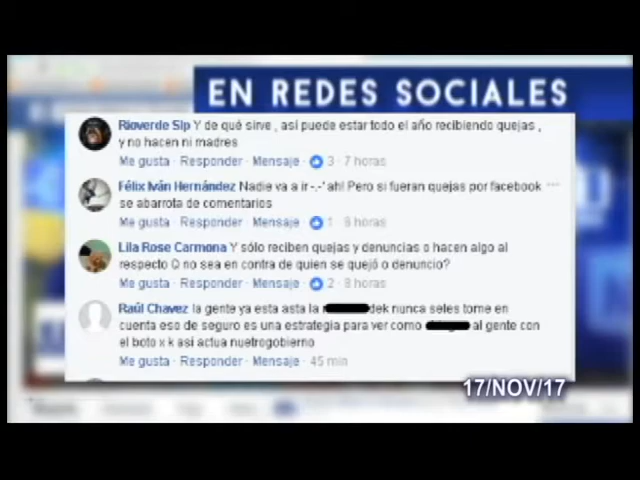 EN REDES SOCIALES
Rioverde Slp Y de qué sirve , así puede estar todo el año recibiendo quejas ,
y no hacen ni madres
Me gusta · Responder · Mensaje · 3 · 7 horas
Félix Iván Hernández Nadie va a ir -.-' ah! Pero si fueran quejas por facebook
se abarrota de comentarios
Me gusta · Responder · Mensaje · 1 · 8 horas
Lila Rose Carmona Y sólo reciben quejas y denuncias o hacen algo al
respecto O no sea en contra de quien se quejó o denuncio?
Me gusta · Responder · Mensaje · 2 · 8 horas
Raúl Chavez la gente ya esta asta la dek nunca seles tome en
cuenta eso de seguro es una estrategia para ver como al gente con
el boto x k así actua nuetrogobierno
Me gusta · Responder · Mensaje · 45 min
17/NOV/17